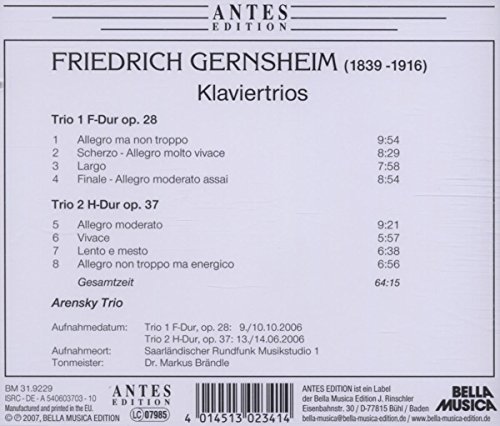 ANTES
EDITION
FRIEDRICH GERNSHEIM (1839 -1916)
Klaviertrios
Trio 1 F-Dur op. 28
1 Allegro ma non troppo 9:54
2 Scherzo - Allegro molto vivace 8:29
3 Largo 7:58
4 Finale - Allegro moderato assai 8:54
Trio 2 H-Dur op. 37
5 Allegro moderato 9:21
6 Vivace 5:57
7 Lento e mesto 6:38
8 Allegro non troppo ma energico 6:56
Gesamtzeit 64:15
Arensky Trio
Aufnahmedatum: Trio 1 F-Dur, op. 28: 9,/10.10.2006
Trio 2 H-Dur, op. 37: 13,/14.06.2006
Aufnahmeort: Saarländischer Rundfunk Musikstudio 1
Tonmeister: Dr. Markus Brändle
BM 31.9229
ISRC - DE - A 540603703 - 10
Manufactured and printed in the EU.
© ℗ 2007, BELLA MUSICA EDITION
ANTES
EDITION
LC 07985
4 014513 023414
ANTES EDITION ist ein Label
der Bella Musica Edition J. Rinschler
Eisenbahnstr. 30 / D-77815 Bühl / Baden
bella-musica@bella-musica-edition.de / www.bella-musica-edition.de
BELLA
MUSICA
EDITION